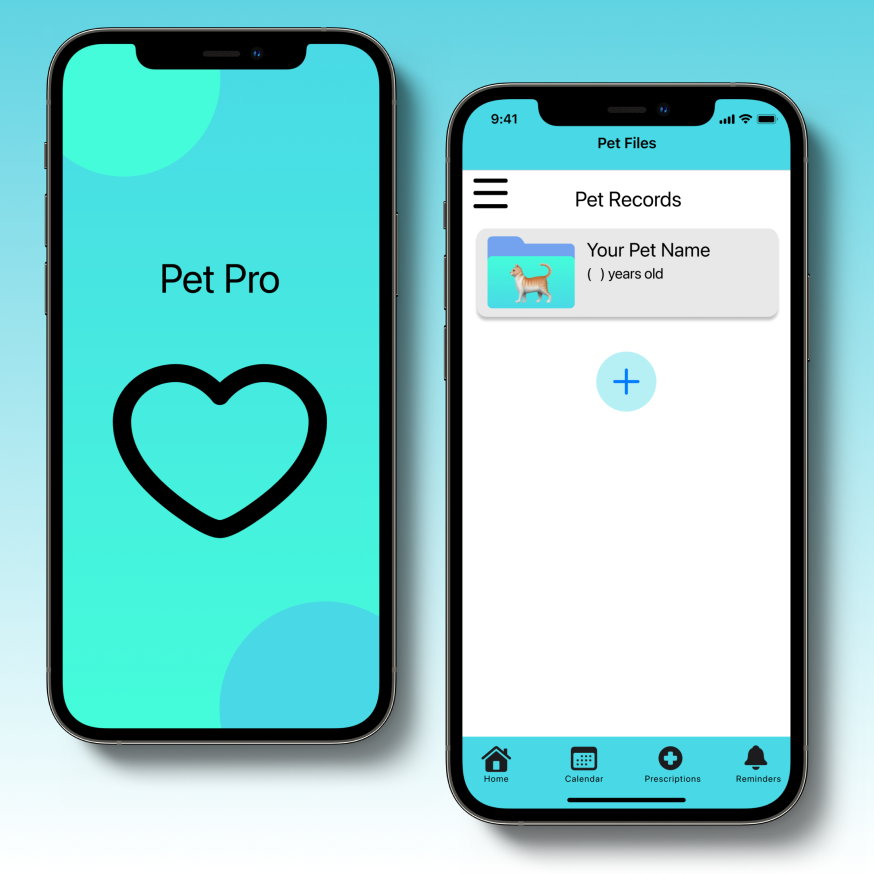 Pet Pro
9:41
Pet Files
Pet Records
Your Pet Name
(  ) years old
Home
Calendar
Prescriptions
Reminders